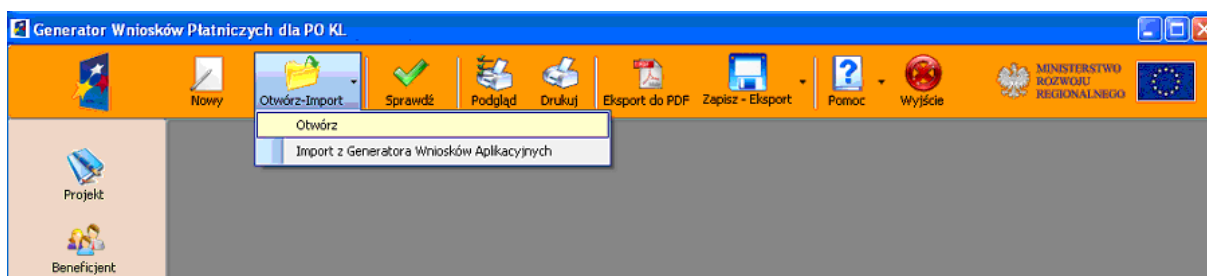 Generator Wniosków Płatniczych dla PO KL
Nowy
Otwórz-Import
Sprawdź
Podgląd
Drukuj
Eksport do PDF
Zapisz - Eksport
Pomoc
Wyjście
MINISTERSTWO
ROZWOJU
REGIONALNEGO
Otwórz
Import z Generatora Wniosków Aplikacyjnych
Projekt
Beneficjent